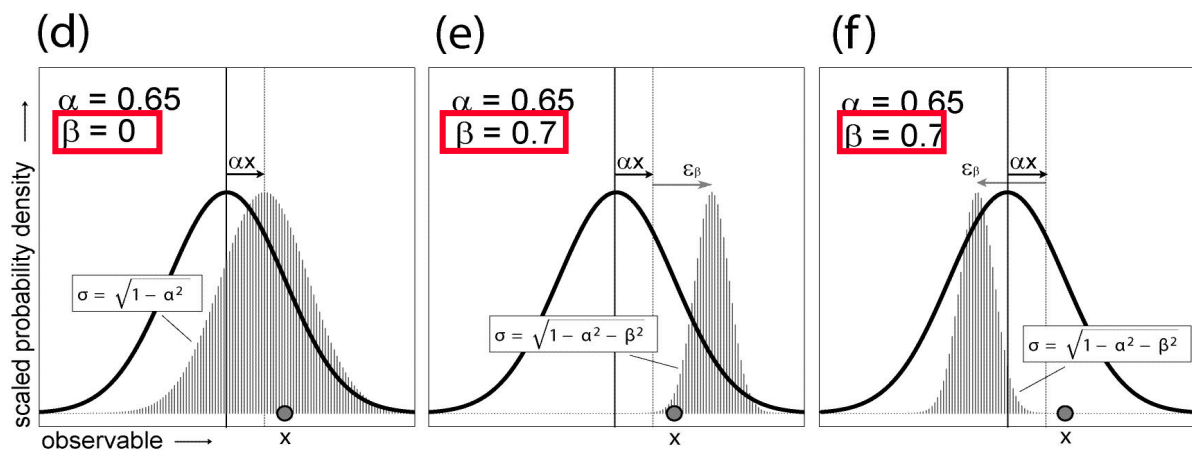 (d)
α = 0.65
β = 0
αx
σ = √1 − α²
scaled probability density
observable
x
(e)
α = 0.65
β = 0.7
αx
εβ
σ = √1 − α² − β²
x
(f)
α = 0.65
β = 0.7
αx
εβ
σ = √1 − α² − β²
x